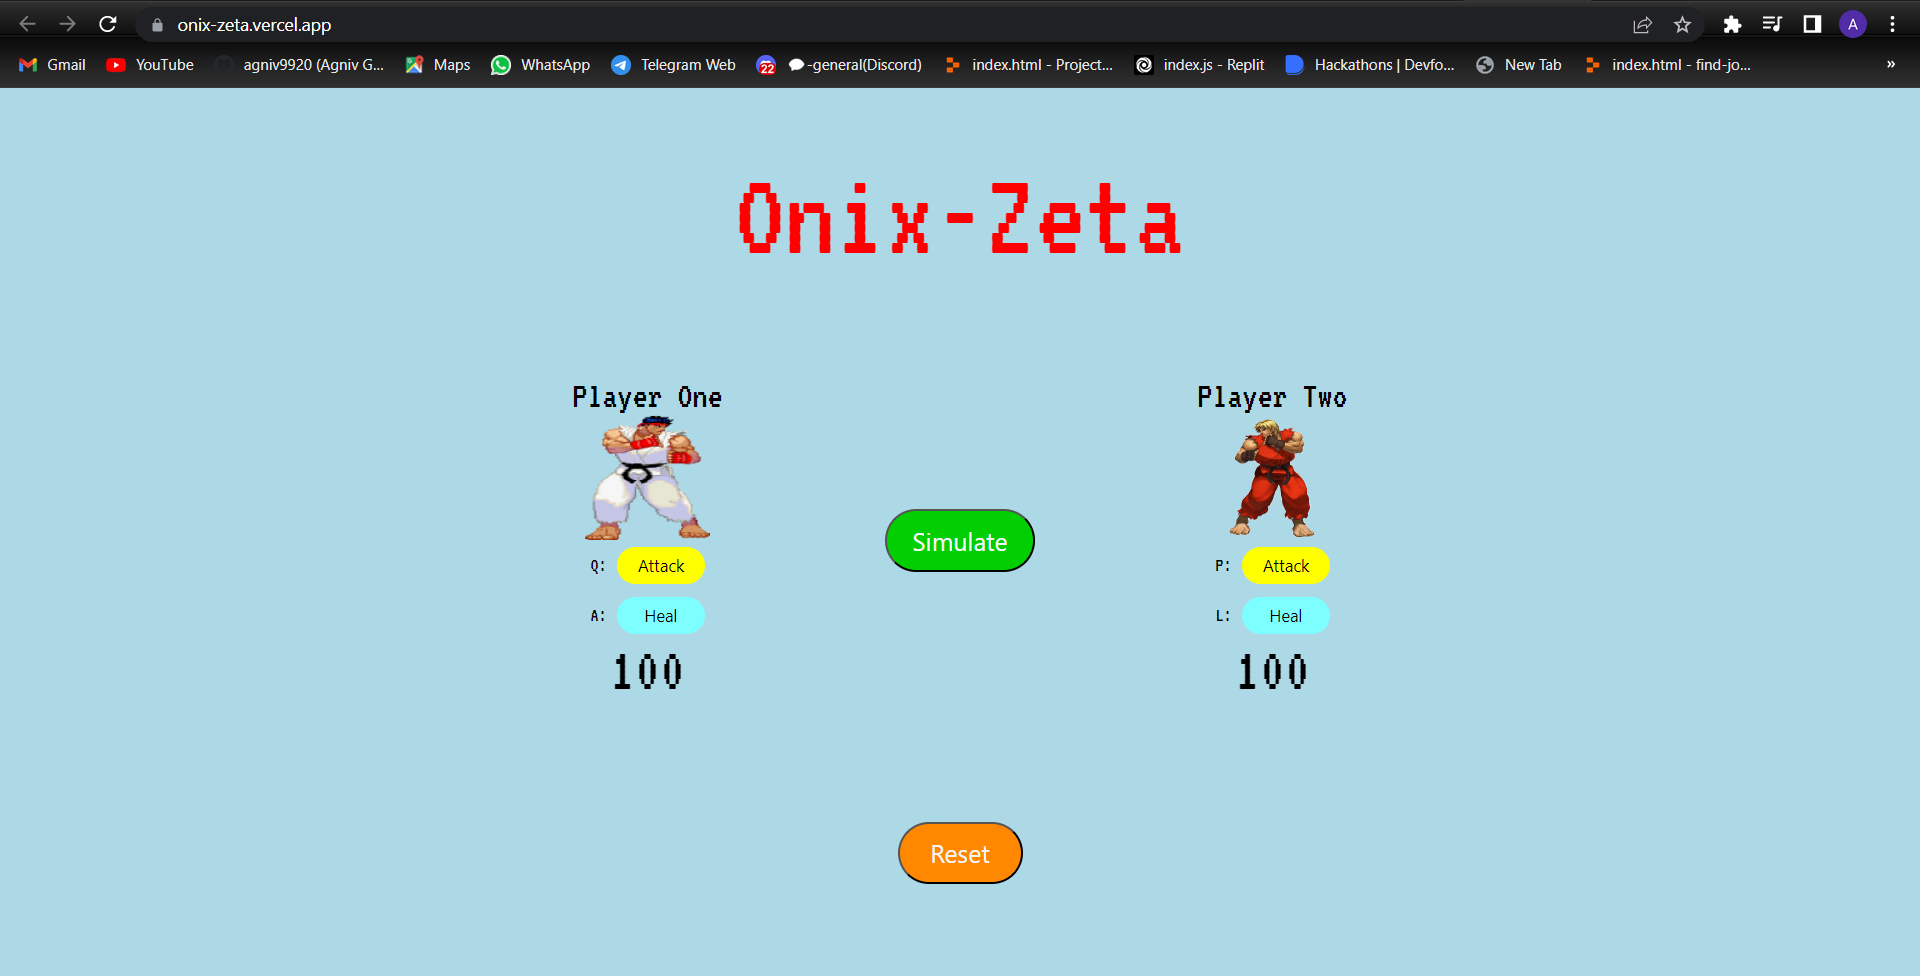 onix-zeta.vercel.app
A
Gmail YouTube agniv9920 (Agniv G... Maps WhatsApp Telegram Web 22 -general(Discord) index.html - Project... index.js - Replit Hackathons | Devfo... New Tab index.html - find-jo... »
Onix-Zeta
Player One
Player Two
Simulate
Q: Attack
P: Attack
A: Heal
L: Heal
100
100
Reset